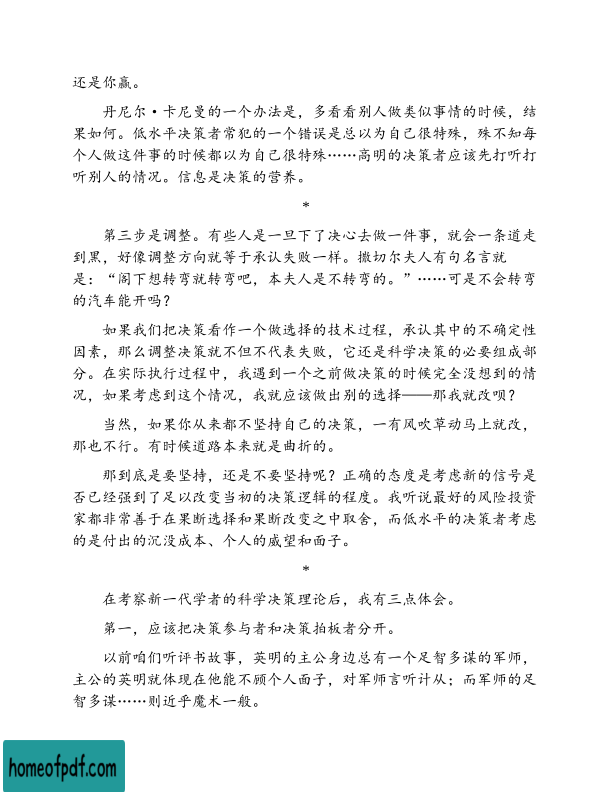 还是你赢。
丹尼尔·卡尼曼的一个办法是，多看看别人做类似事情的时候，结
果如何。低水平决策者常犯的一个错误是总以为自己很特殊，殊不知每
个人做这件事的时候都以为自己很特殊……高明的决策者应该先打听打
听别人的情况。信息是决策的营养。
*
第三步是调整。有些人是一旦下了决心去做一件事，就会一条道走
到黑，好像调整方向就等于承认失败一样。撒切尔夫人有句名言就
是：“阁下想转弯就转弯吧，本夫人是不转弯的。”……可是不会转弯
的汽车能开吗？
如果我们把决策看作一个做选择的技术过程，承认其中的不确定性
因素，那么调整决策就不但不代表失败，它还是科学决策的必要组成部
分。在实际执行过程中，我遇到一个之前做决策的时候完全没想到的情
况，如果考虑到这个情况，我就应该做出别的选择——那我就改呗？
当然，如果你从来都不坚持自己的决策，一有风吹草动马上就改，
那也不行。有时候道路本来就是曲折的。
那到底是要坚持，还是不要坚持呢？正确的态度是考虑新的信号是
否已经强到了足以改变当初的决策逻辑的程度。我听说最好的风险投资
家都非常善于在果断选择和果断改变之中取舍，而低水平的决策者考虑
的是付出的沉没成本、个人的威望和面子。
*
在考察新一代学者的科学决策理论后，我有三点体会。
第一，应该把决策参与者和决策拍板者分开。
以前咱们听评书故事，英明的主公身边总有一个足智多谋的军师，
主公的英明就体现在他能不顾个人面子，对军师言听计从；而军师的足
智多谋……则近乎魔术一般。
homeofpdf.com